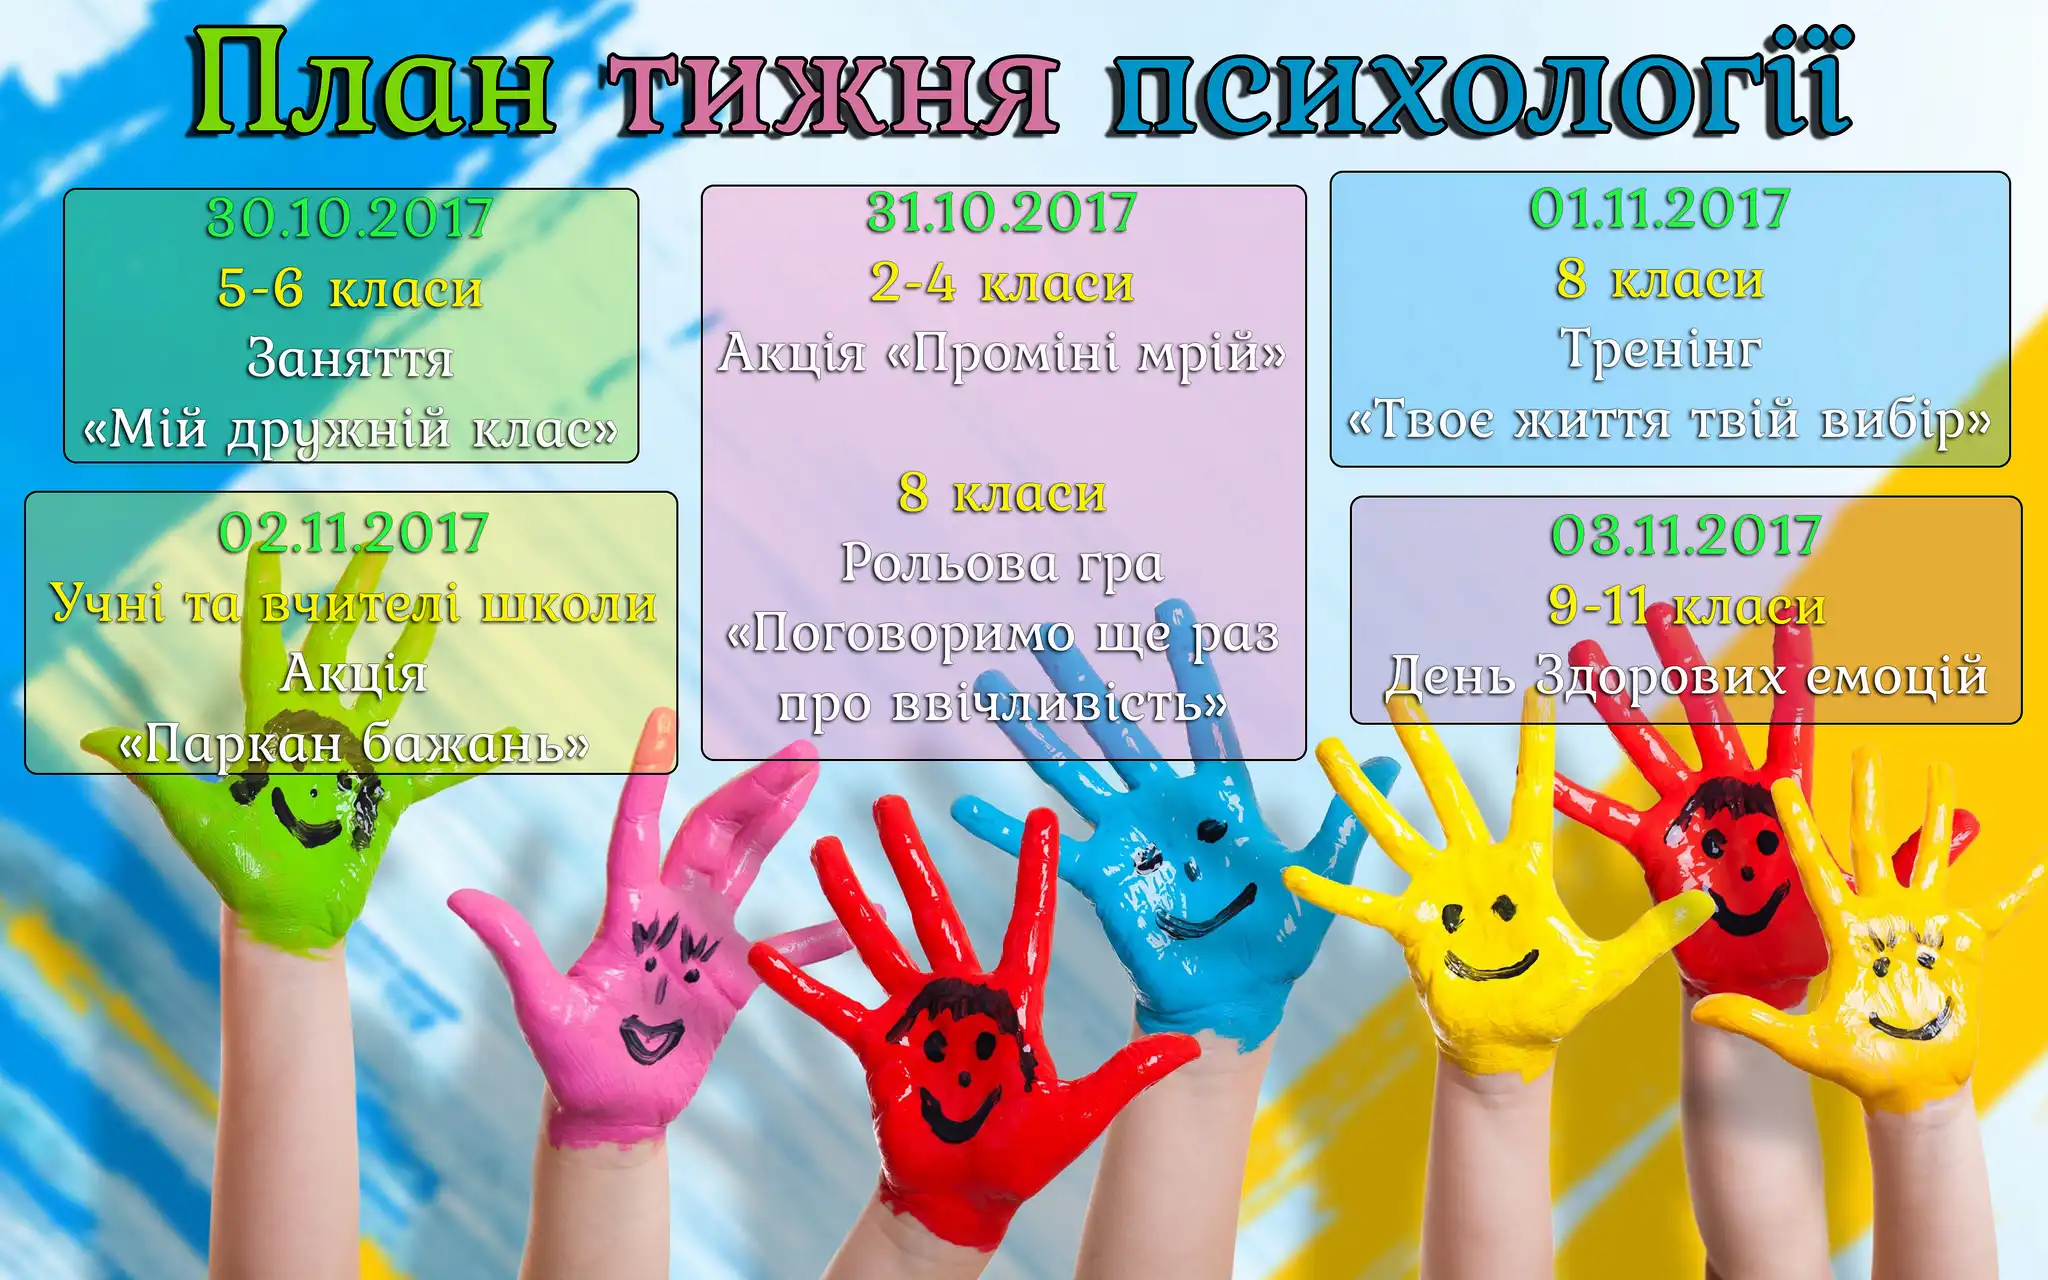 План тижня психології
30.10.2017
5-6 класи
Заняття
«Мій дружній клас»
31.10.2017
2-4 класи
Акція «Проміні мрій»
8 класи
Рольова гра
«Поговоримо ще раз
про ввічливість»
01.11.2017
8 класи
Тренінг
«Твоє життя твій вибір»
02.11.2017
Учні та вчителі школи
Акція
«Паркан бажань»
03.11.2017
9-11 класи
День Здорових емоцій